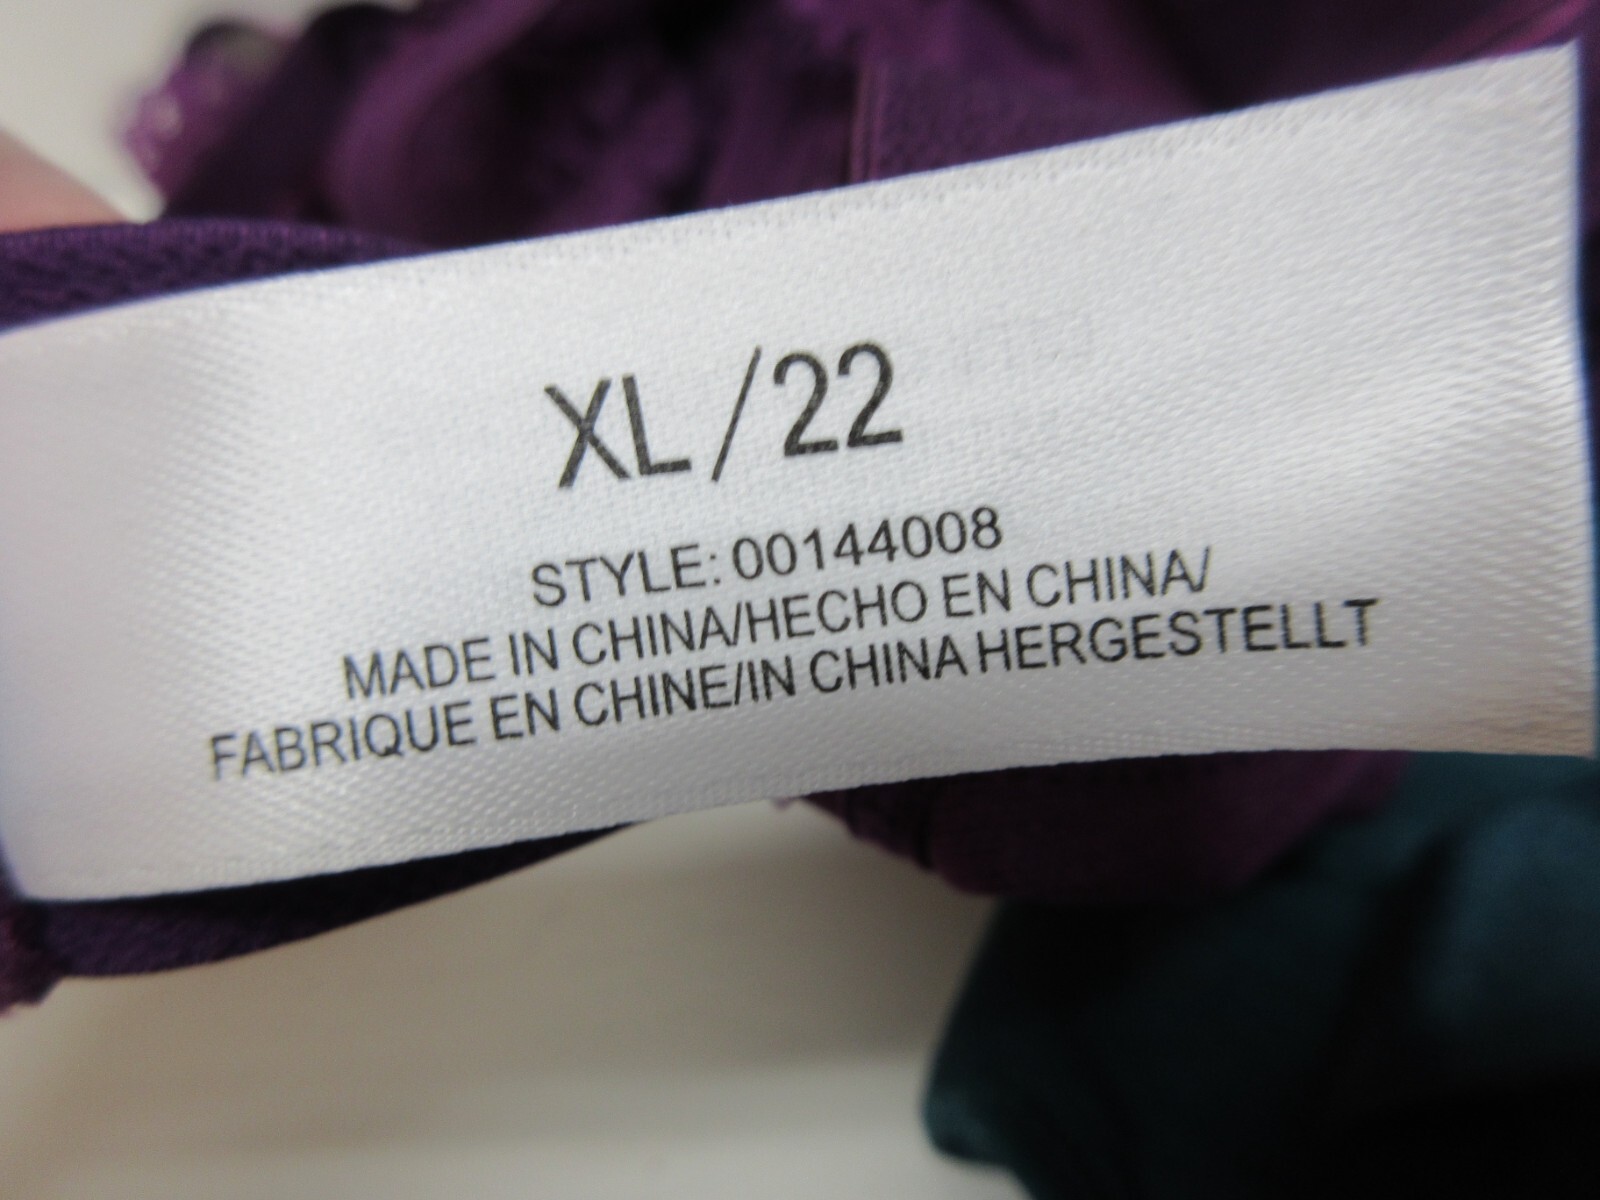 XL/22
STYLE: 00144008
MADE IN CHINA/HECHO EN CHINA/
FABRIQUE EN CHINE/IN CHINA HERGESTELLT